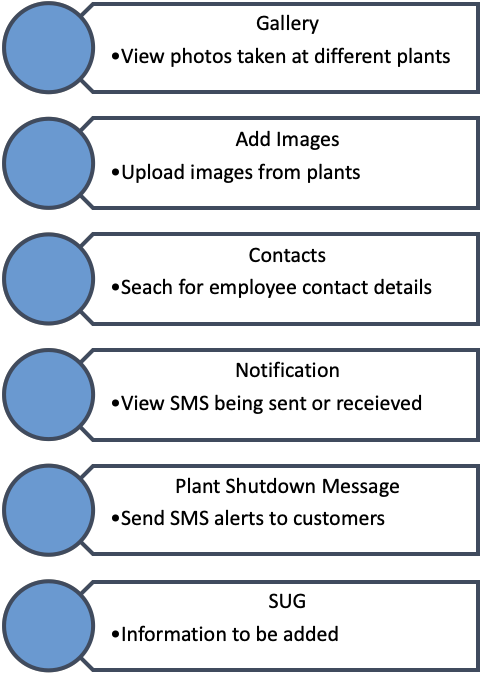 Gallery
•View photos taken at different plants
Add Images
•Upload images from plants
Contacts
•Seach for employee contact details
Notification
•View SMS being sent or receieved
Plant Shutdown Message
•Send SMS alerts to customers
SUG
•Information to be added